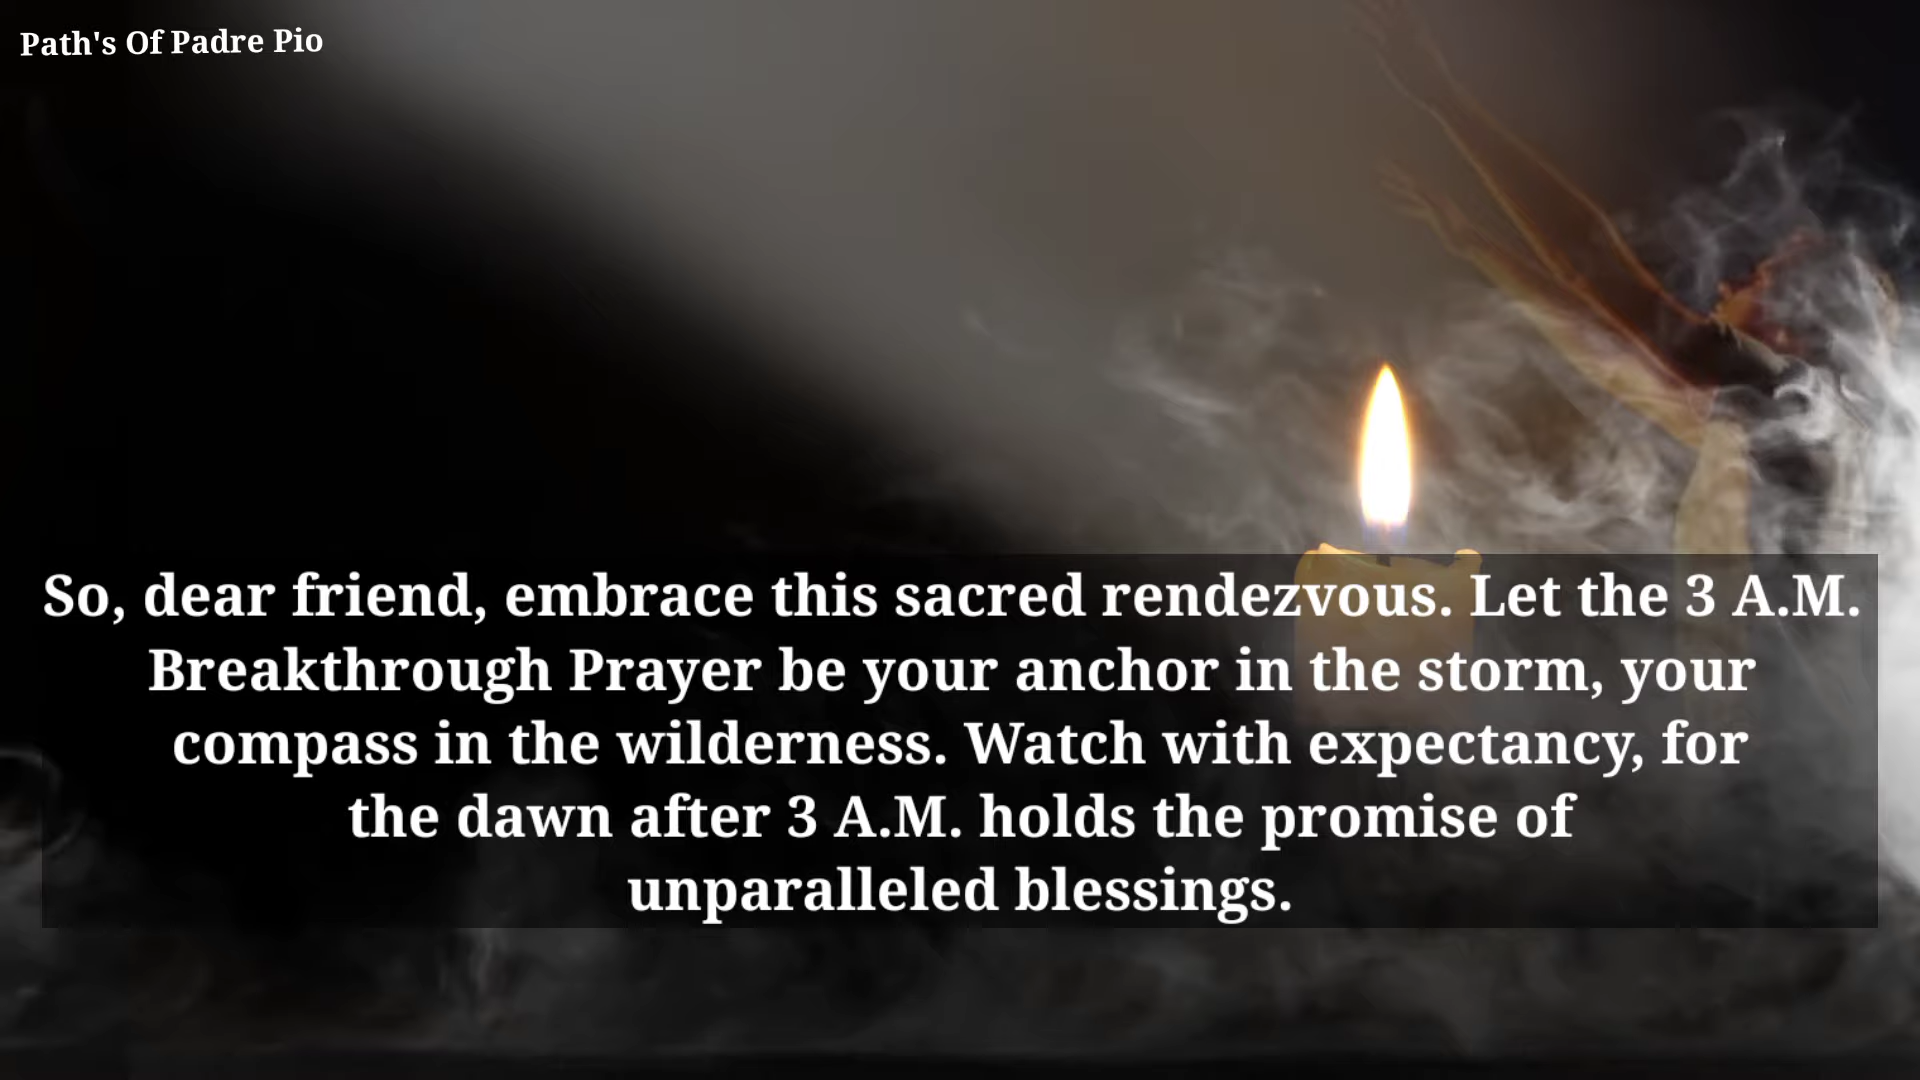 Path's Of Padre Pio
So, dear friend, embrace this sacred rendezvous. Let the 3 A.M.
Breakthrough Prayer be your anchor in the storm, your
compass in the wilderness. Watch with expectancy, for
the dawn after 3 A.M. holds the promise of
unparalleled blessings.